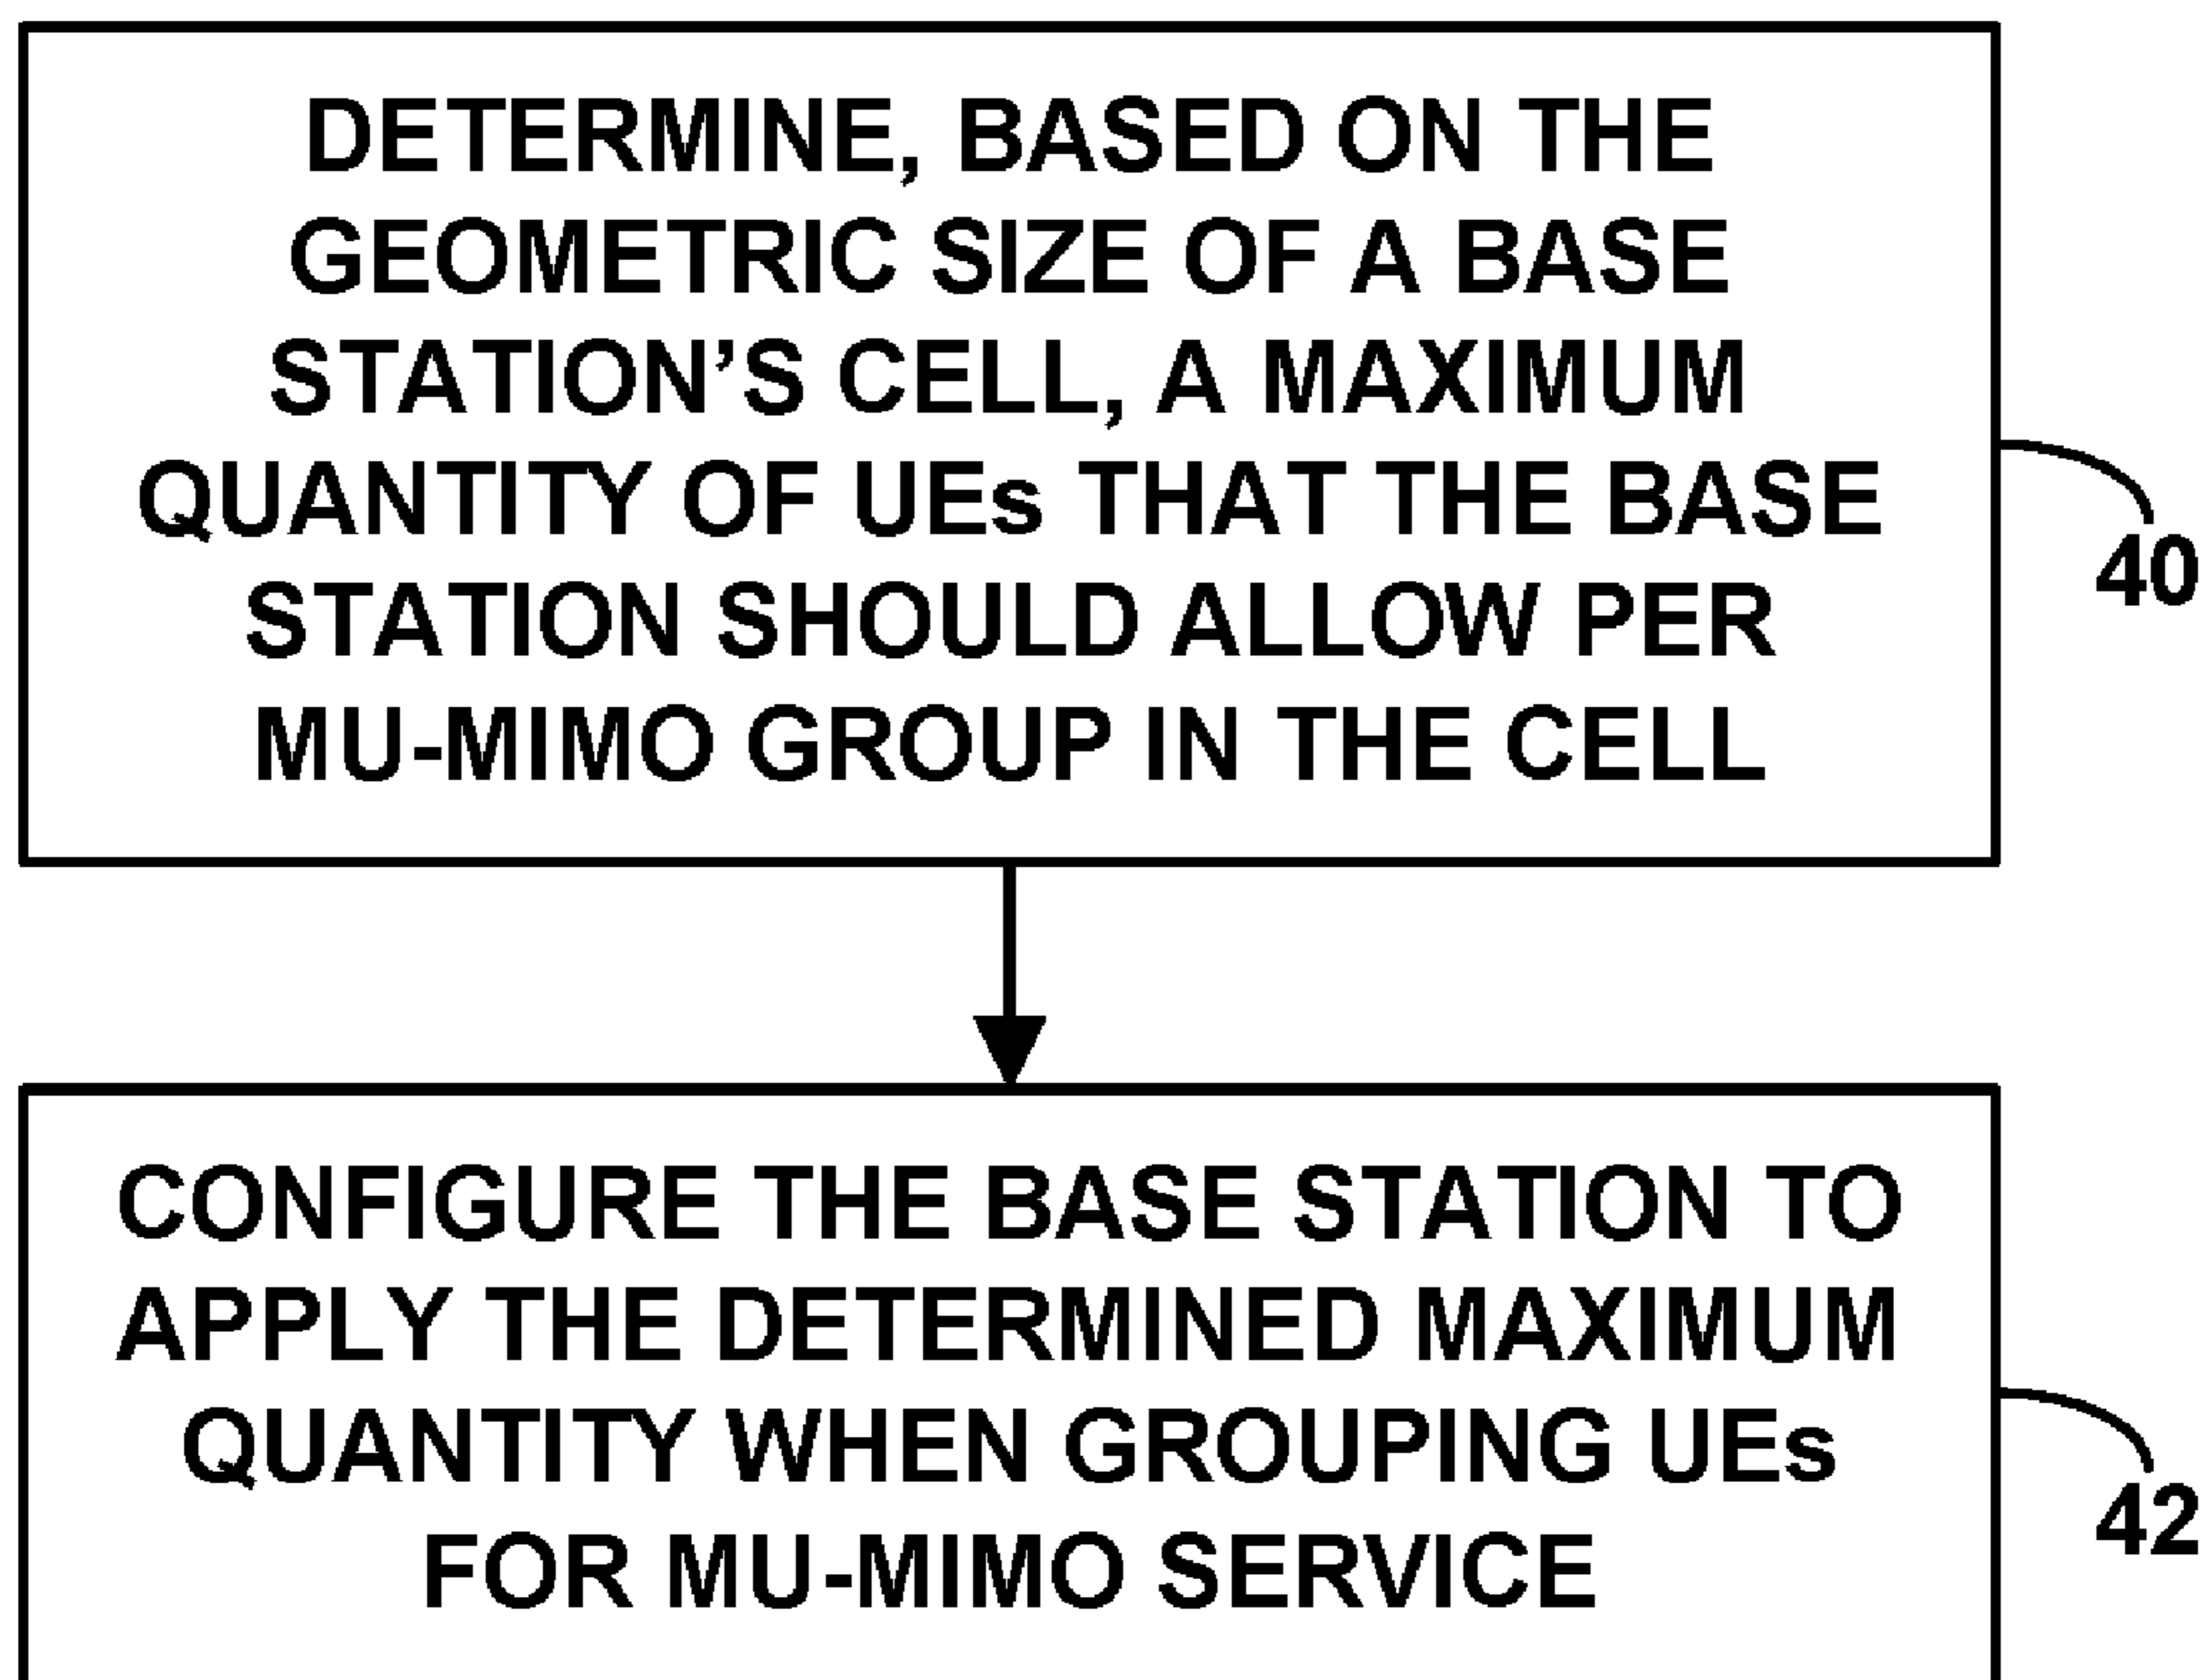 DETERMINE, BASED ON THE
GEOMETRIC SIZE OF A BASE
STATION’S CELL, A MAXIMUM
QUANTITY OF UEs THAT THE BASE
STATION SHOULD ALLOW PER
MU-MIMO GROUP IN THE CELL
40
CONFIGURE THE BASE STATION TO
APPLY THE DETERMINED MAXIMUM
QUANTITY WHEN GROUPING UEs
FOR MU-MIMO SERVICE
42